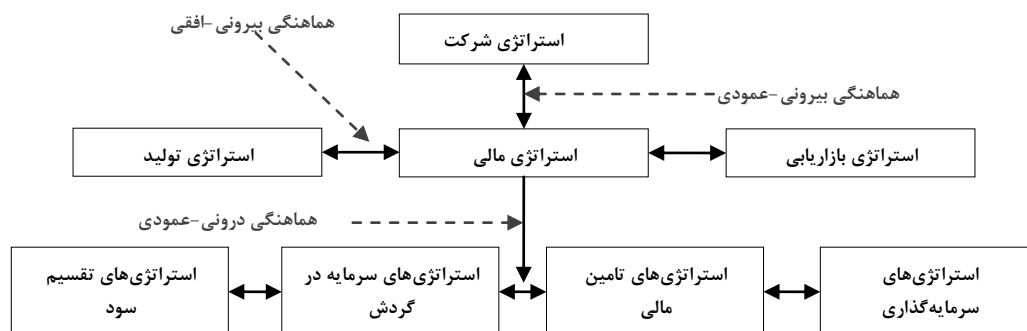 هماهنگی بیرونی-افقی
استراتژی شرکت
هماهنگی بیرونی-عمودی
استراتژی بازاریابی
استراتژی مالی
استراتژی تولید
هماهنگی درونی-عمودی
استراتژی‌های
سرمایه‌گذاری
استراتژی‌های تامین
مالی
استراتژی‌های سرمایه در
گردش
استراتژی‌های تقسیم
سود